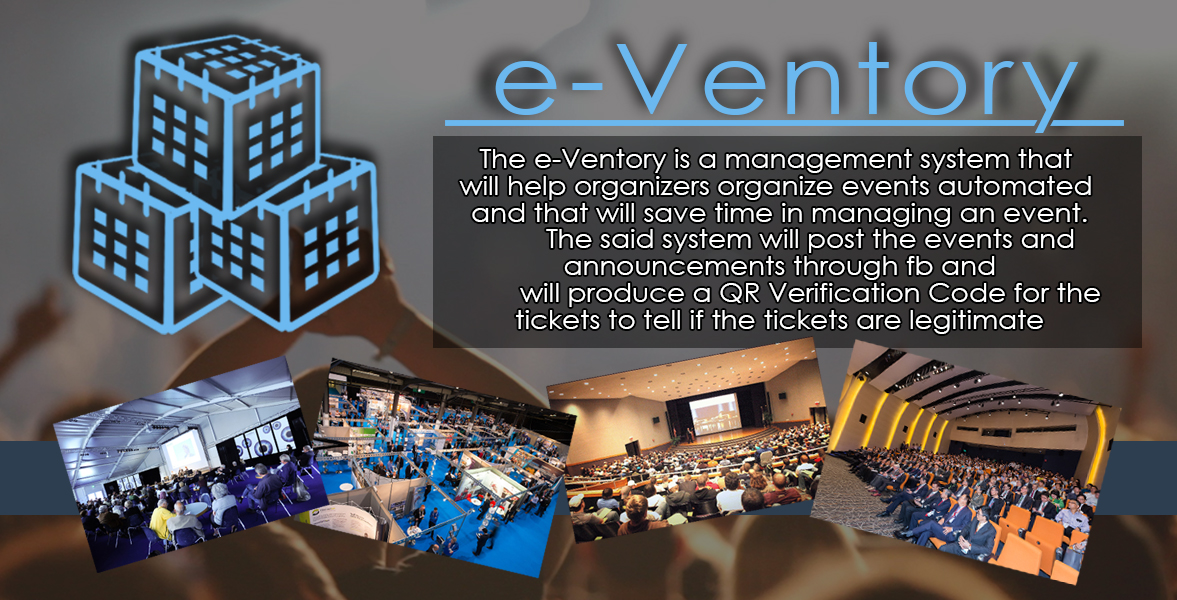 e-Ventory
The e-Ventory is a management system that
will help organizers organize events automated
and that will save time in managing an event.
The said system will post the events and
announcements through fb and
will produce a QR Verification Code for the
tickets to tell if the tickets are legitimate